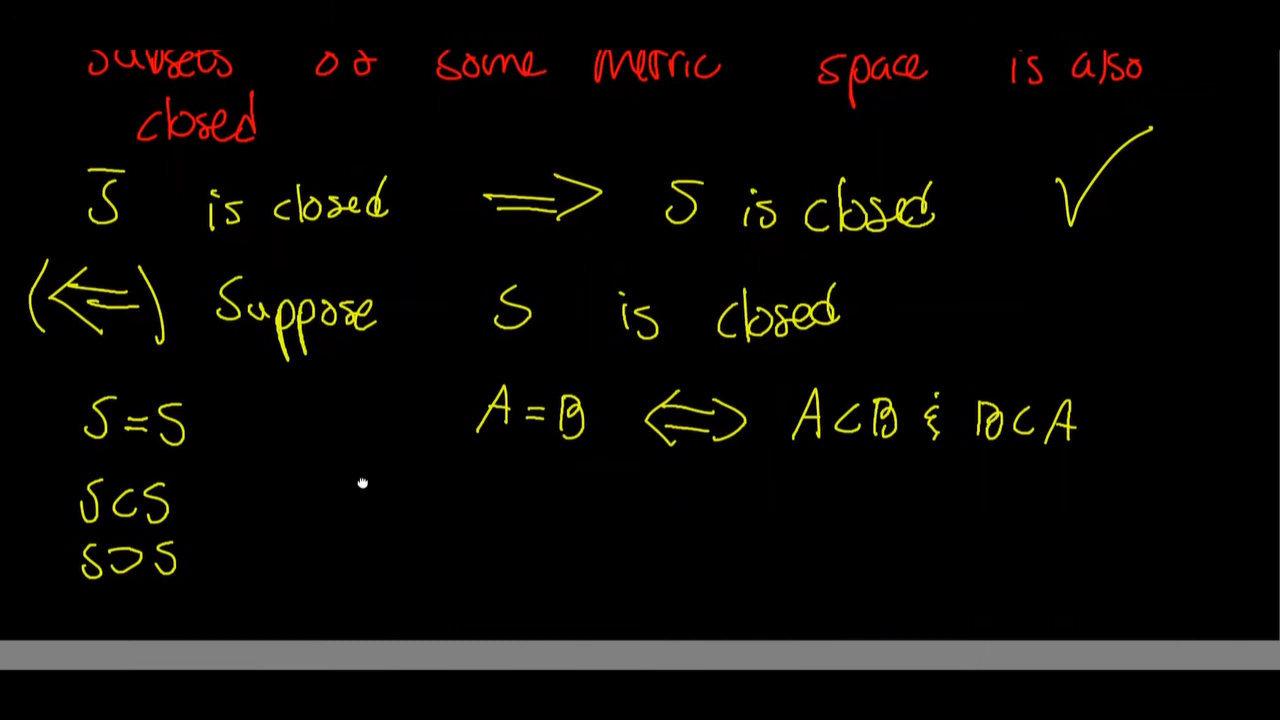 subsets of some metric space is also
closed
S̅ is closed ⟹ S is closed ✓
(⟸) Suppose S is closed
S = S A = B ⟺ A ⊂ B & B ⊂ A
S ⊂ S
S ⊃ S